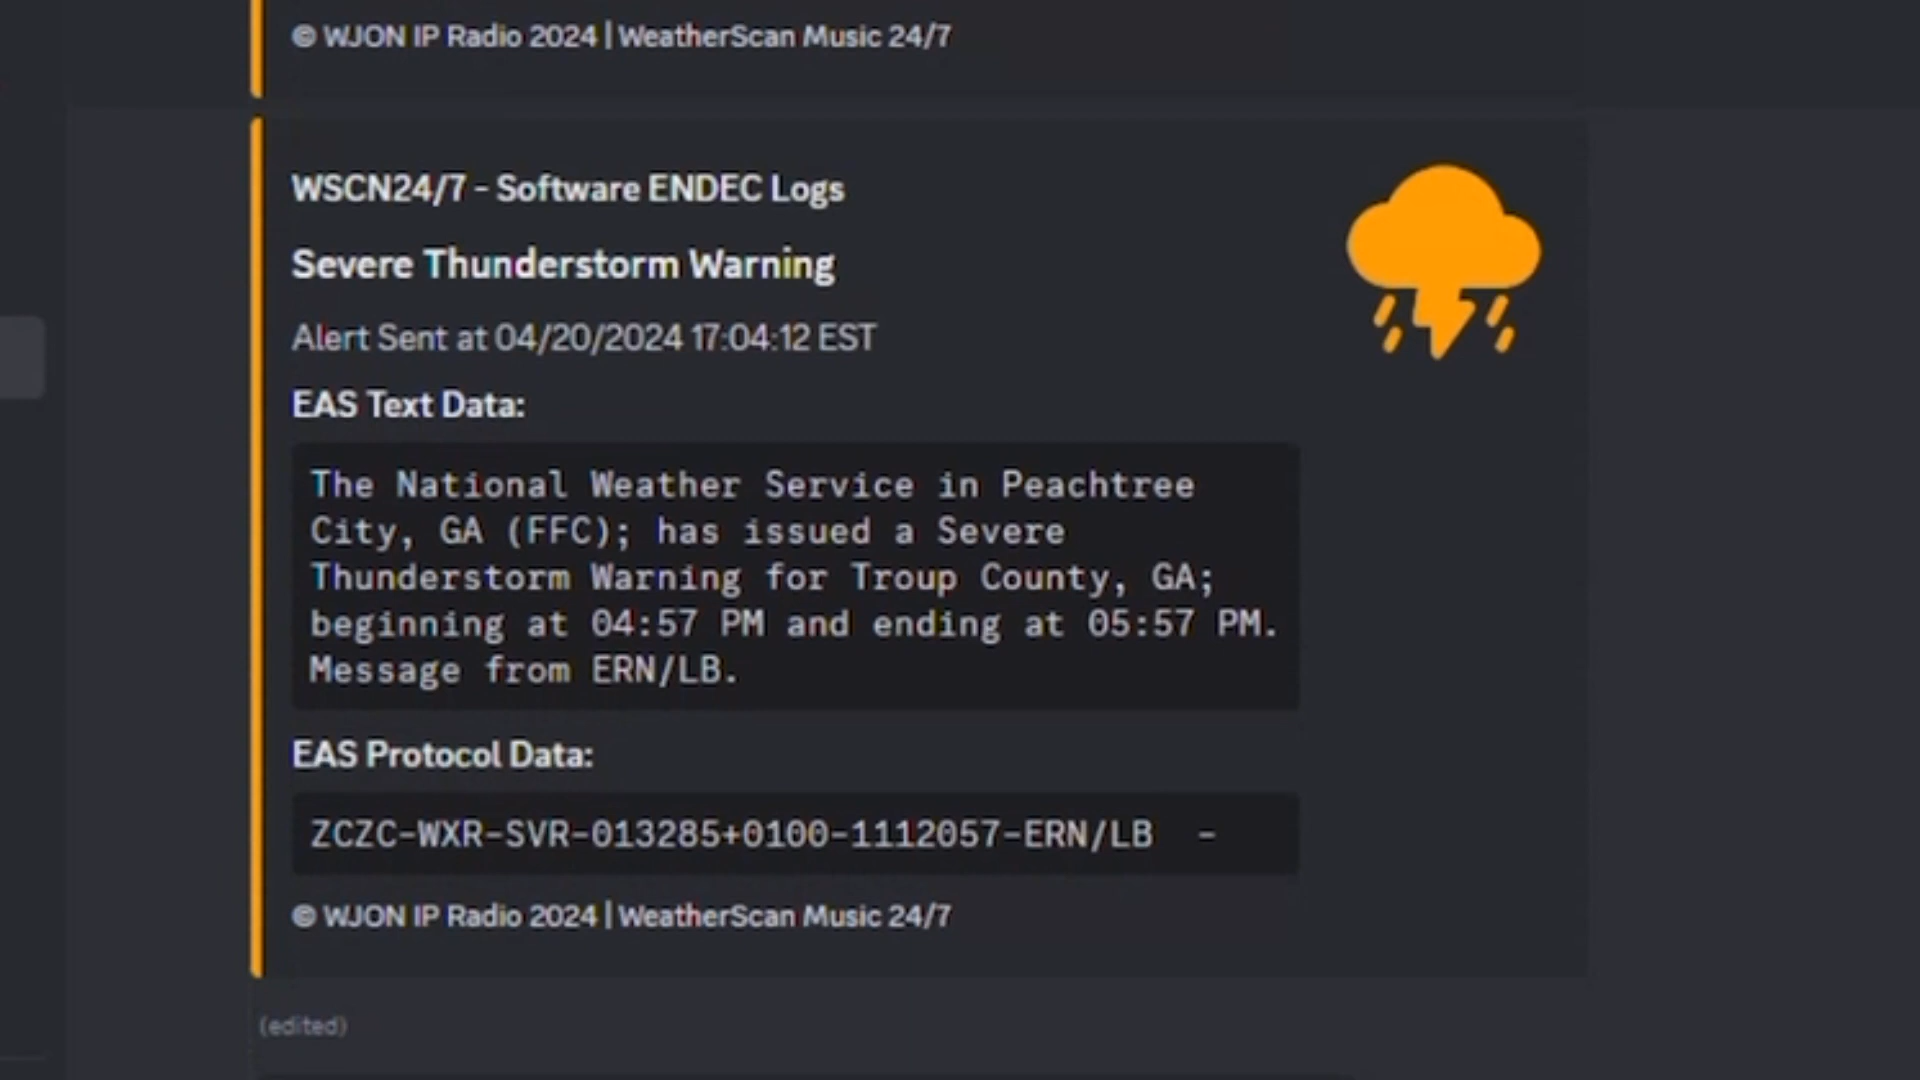 © WJON IP Radio 2024 | WeatherScan Music 24/7
WSCN24/7 - Software ENDEC Logs
Severe Thunderstorm Warning
Alert Sent at 04/20/2024 17:04:12 EST
EAS Text Data:
The National Weather Service in Peachtree
City, GA (FFC); has issued a Severe
Thunderstorm Warning for Troup County, GA;
beginning at 04:57 PM and ending at 05:57 PM.
Message from ERN/LB.
EAS Protocol Data:
ZCZC-WXR-SVR-013285+0100-1112057-ERN/LB  -
© WJON IP Radio 2024 | WeatherScan Music 24/7
(edited)